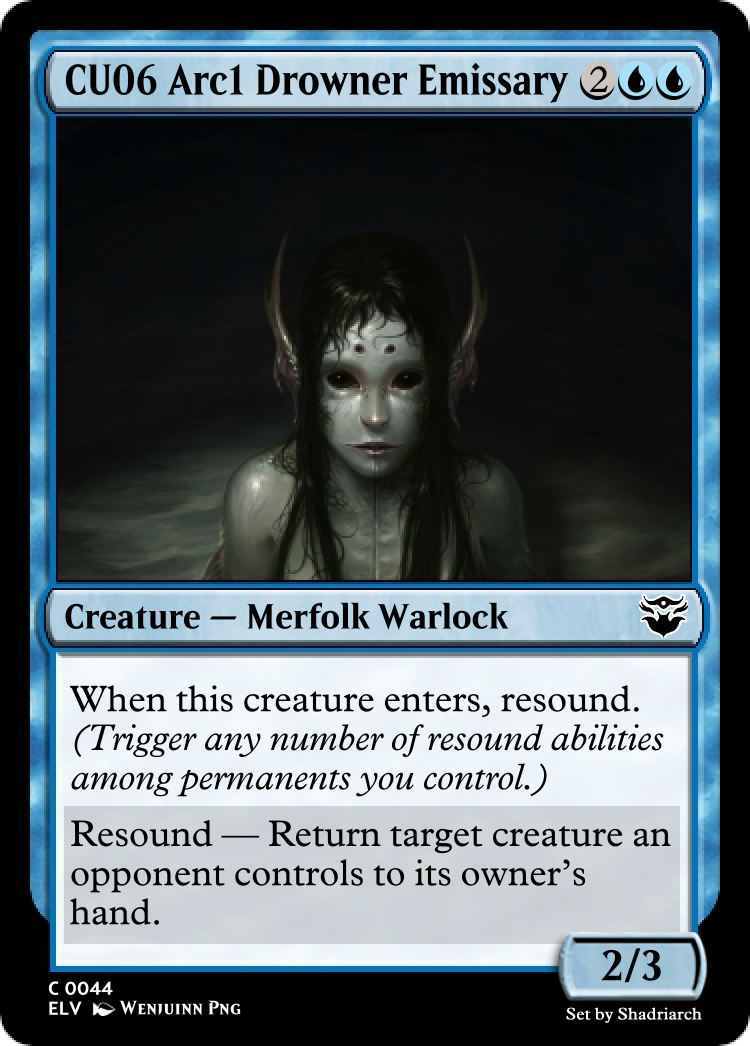 CU06 Arc1 Drowner Emissary 2
Creature — Merfolk Warlock
When this creature enters, resound.
(Trigger any number of resound abilities
among permanents you control.)
Resound — Return target creature an
opponent controls to its owner's
hand.
2/3
C 0044
ELV Wenjuinn Png
Set by Shadriarch